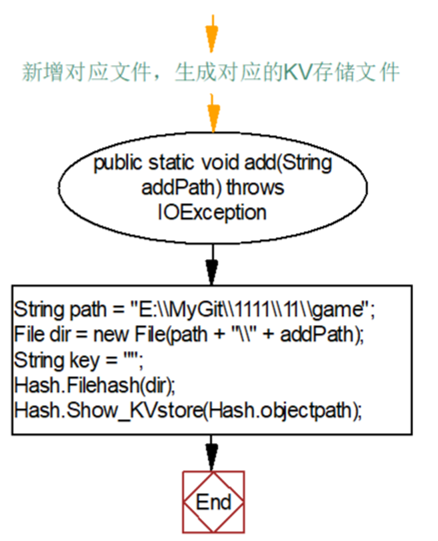 新增对应文件，生成对应的KV存储文件
public static void add(String
addPath) throws
IOException
String path = "E:\\MyGit\\1111\\11\\game";
File dir = new File(path + "\\" + addPath);
String key = "";
Hash.Filehash(dir);
Hash.Show_KVstore(Hash.objectpath);
End